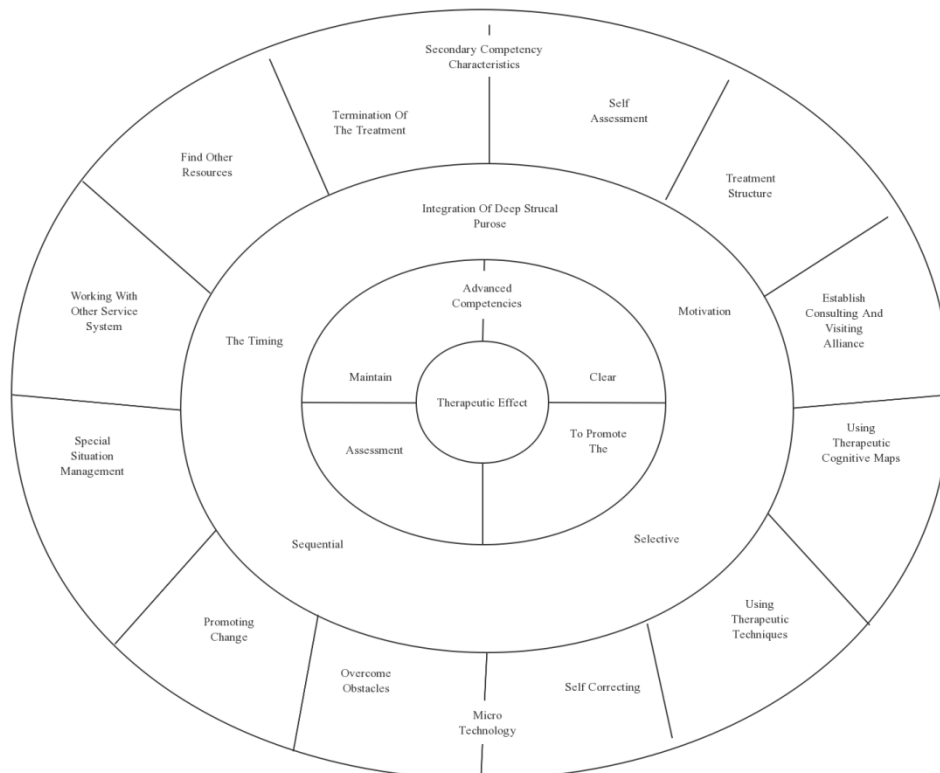 Secondary Competency
Characteristics
Termination Of
The Treatment
Self
Assessment
Find Other
Resources
Treatment
Structure
Integration Of Deep Strucal
Purose
Working With
Other Service
System
Advanced
Competencies
Motivation
Establish
Consulting And
Visiting
Alliance
The Timing
Maintain
Clear
Therapeutic Effect
Special
Situation
Management
Assessment
To Promote
The
Using
Therapeutic
Cognitive Maps
Sequential
Selective
Promoting
Change
Using
Therapeutic
Techniques
Overcome
Obstacles
Self Correcting
Micro
Technology